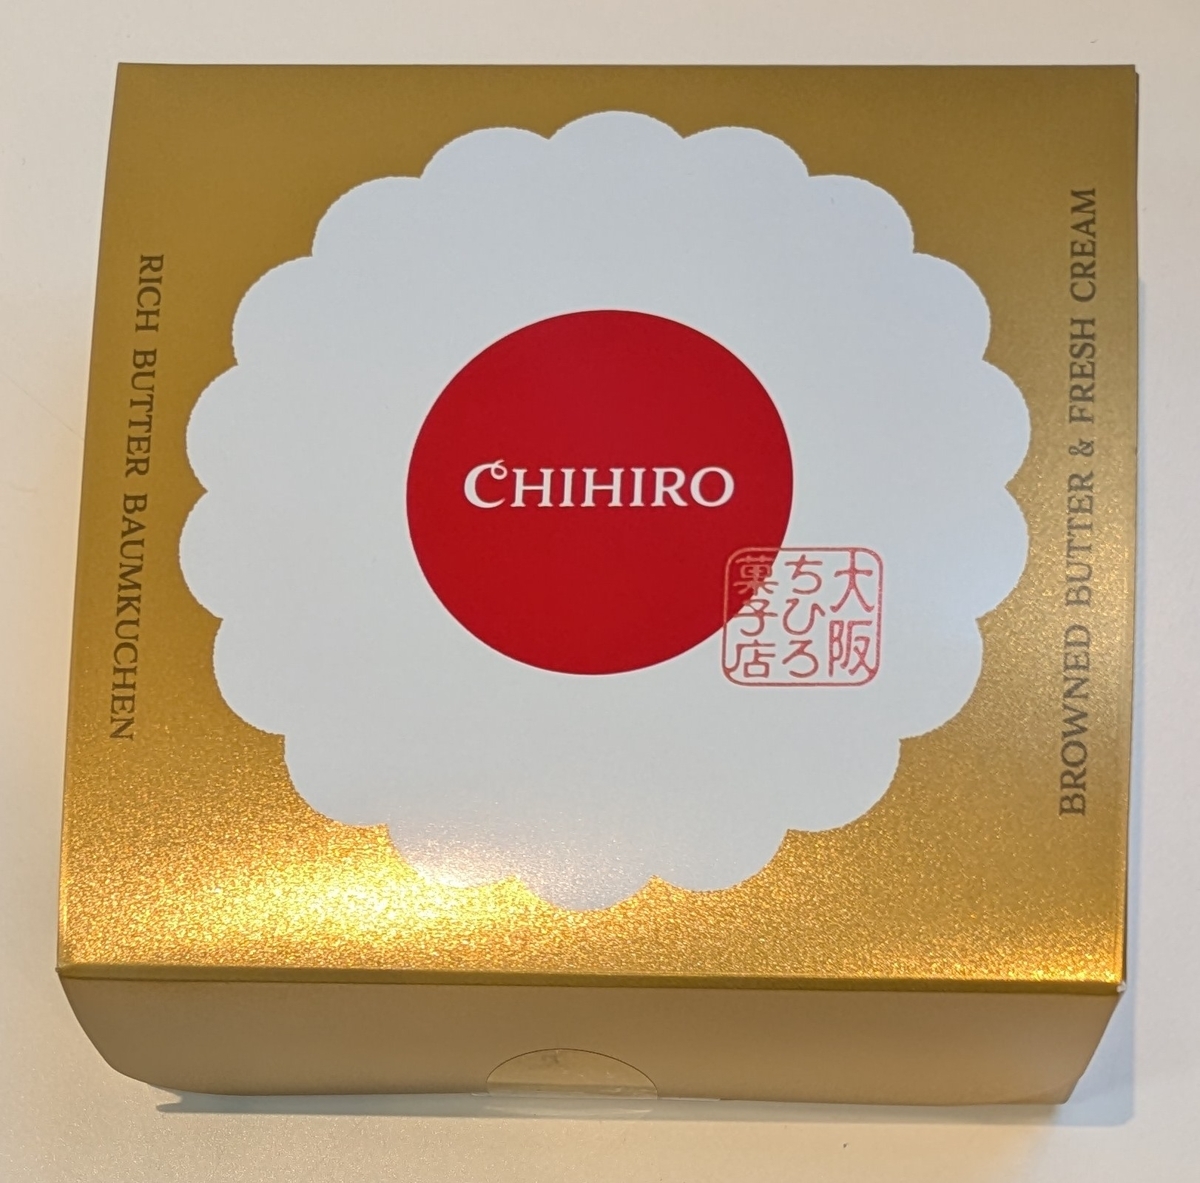 CHIHIRO
大阪
ちひろ
菓子店
RICH BUTTER BAUMKUCHEN
BROWNED BUTTER & FRESH CREAM